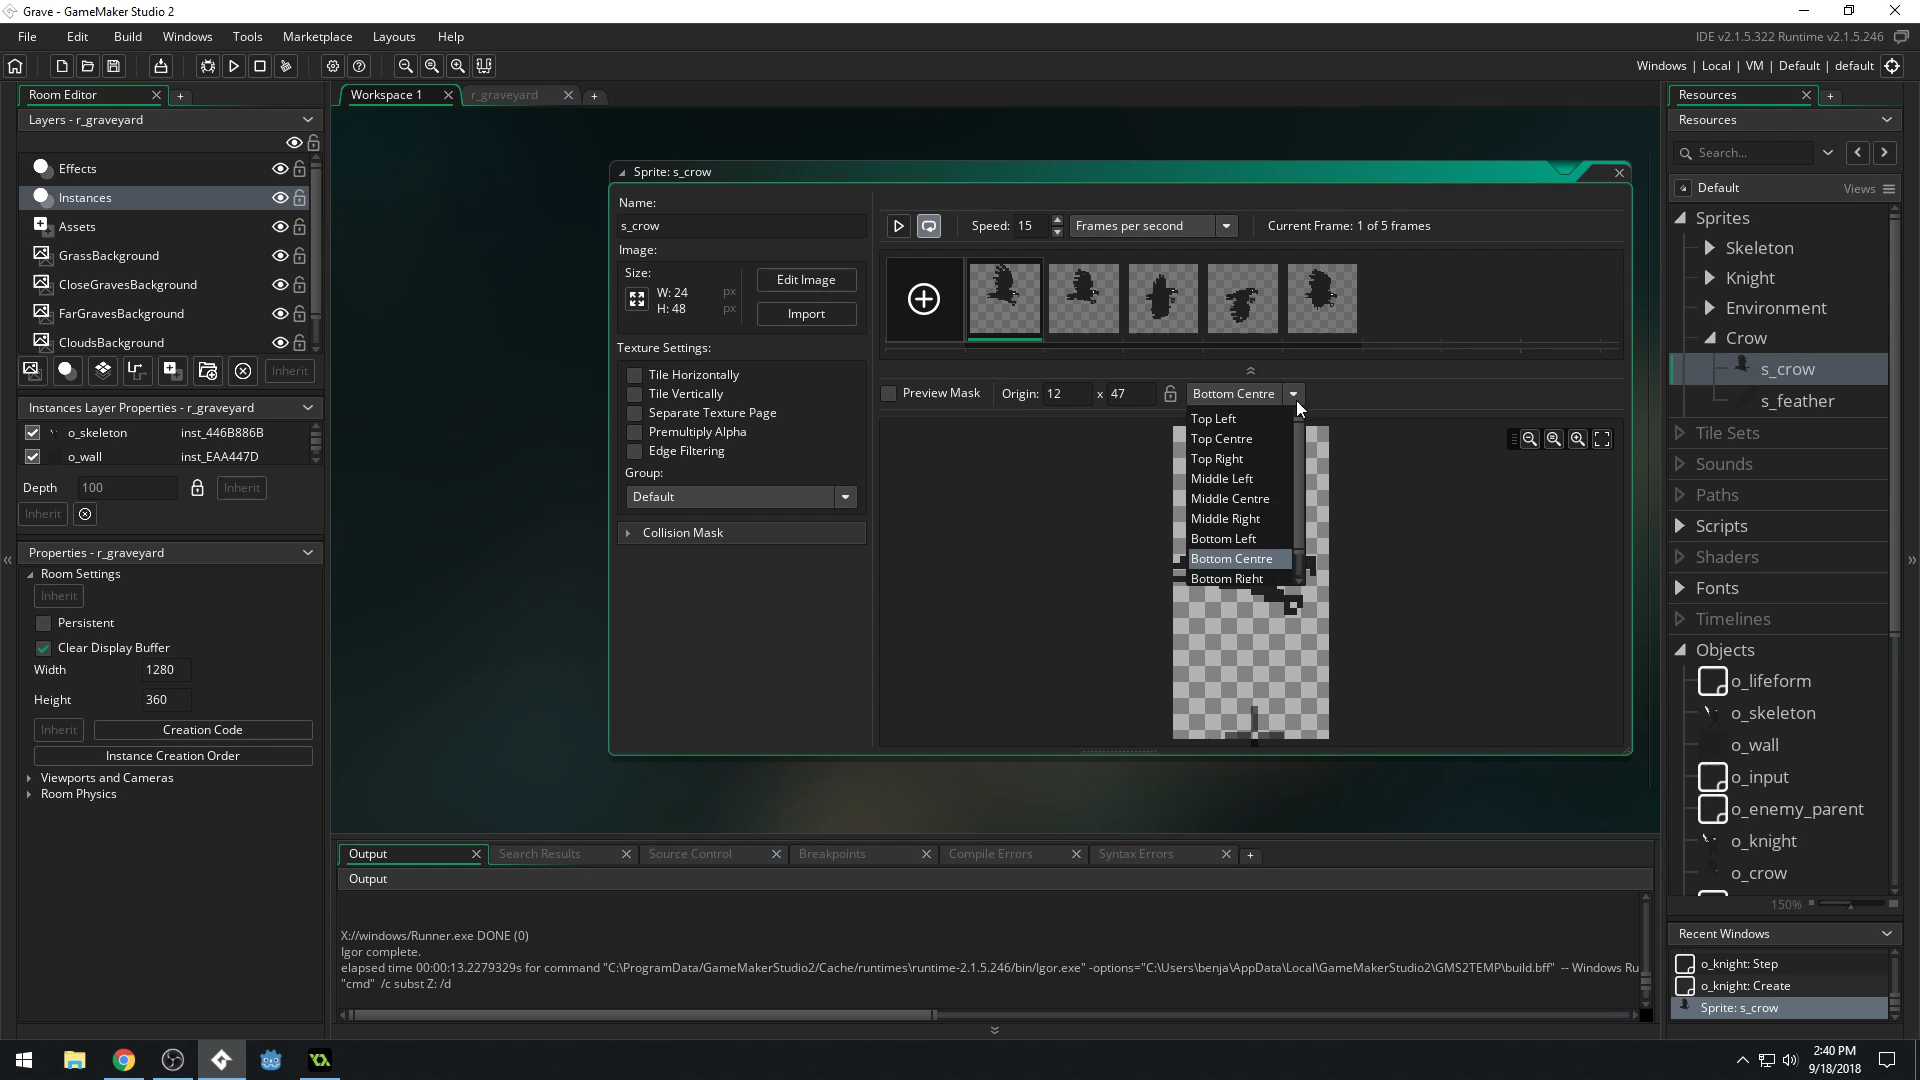 Grave - GameMaker Studio 2
File Edit Build Windows Tools Marketplace Layouts Help
IDE v2.1.5.322 Runtime v2.1.5.246
Windows | Local | VM | Default | default
Room Editor
Layers - r_graveyard
Effects
Instances
Assets
GrassBackground
CloseGravesBackground
FarGravesBackground
CloudsBackground
Inherit
Instances Layer Properties - r_graveyard
o_skeleton inst_446B886B
o_wall inst_EAA447D
Depth 100 Inherit
Inherit
Properties - r_graveyard
Room Settings
Inherit
Persistent
Clear Display Buffer
Width 1280
Height 360
Inherit Creation Code
Instance Creation Order
Viewports and Cameras
Room Physics
Workspace 1
r_graveyard
Sprite: s_crow
Name:
s_crow
Image:
Size:
W: 24 px
H: 48 px
Edit Image
Import
Texture Settings:
Tile Horizontally
Tile Vertically
Separate Texture Page
Premultiply Alpha
Edge Filtering
Group:
Default
Collision Mask
Speed: 15 Frames per second Current Frame: 1 of 5 frames
Preview Mask Origin: 12 x 47 Bottom Centre
Top Left
Top Centre
Top Right
Middle Left
Middle Centre
Middle Right
Bottom Left
Bottom Centre
Bottom Right
Output
Search Results
Source Control
Breakpoints
Compile Errors
Syntax Errors
Output
X://windows/Runner.exe DONE (0)
Igor complete.
elapsed time 00:00:13.2279329s for command "C:\ProgramData/GameMakerStudio2/Cache/runtimes\runtime-2.1.5.246/bin/Igor.exe" -options="C:\Users\benja\AppData\Local\GameMakerStudio2\GMS2TEMP\build.bff" -- Windows Ru
"cmd" /c subst Z: /d
Resources
Resources
Search...
Default Views
Sprites
Skeleton
Knight
Environment
Crow
s_crow
s_feather
Tile Sets
Sounds
Paths
Scripts
Shaders
Fonts
Timelines
Objects
o_lifeform
o_skeleton
o_wall
o_input
o_enemy_parent
o_knight
o_crow
150%
Recent Windows
o_knight: Step
o_knight: Create
Sprite: s_crow
2:40 PM
9/18/2018